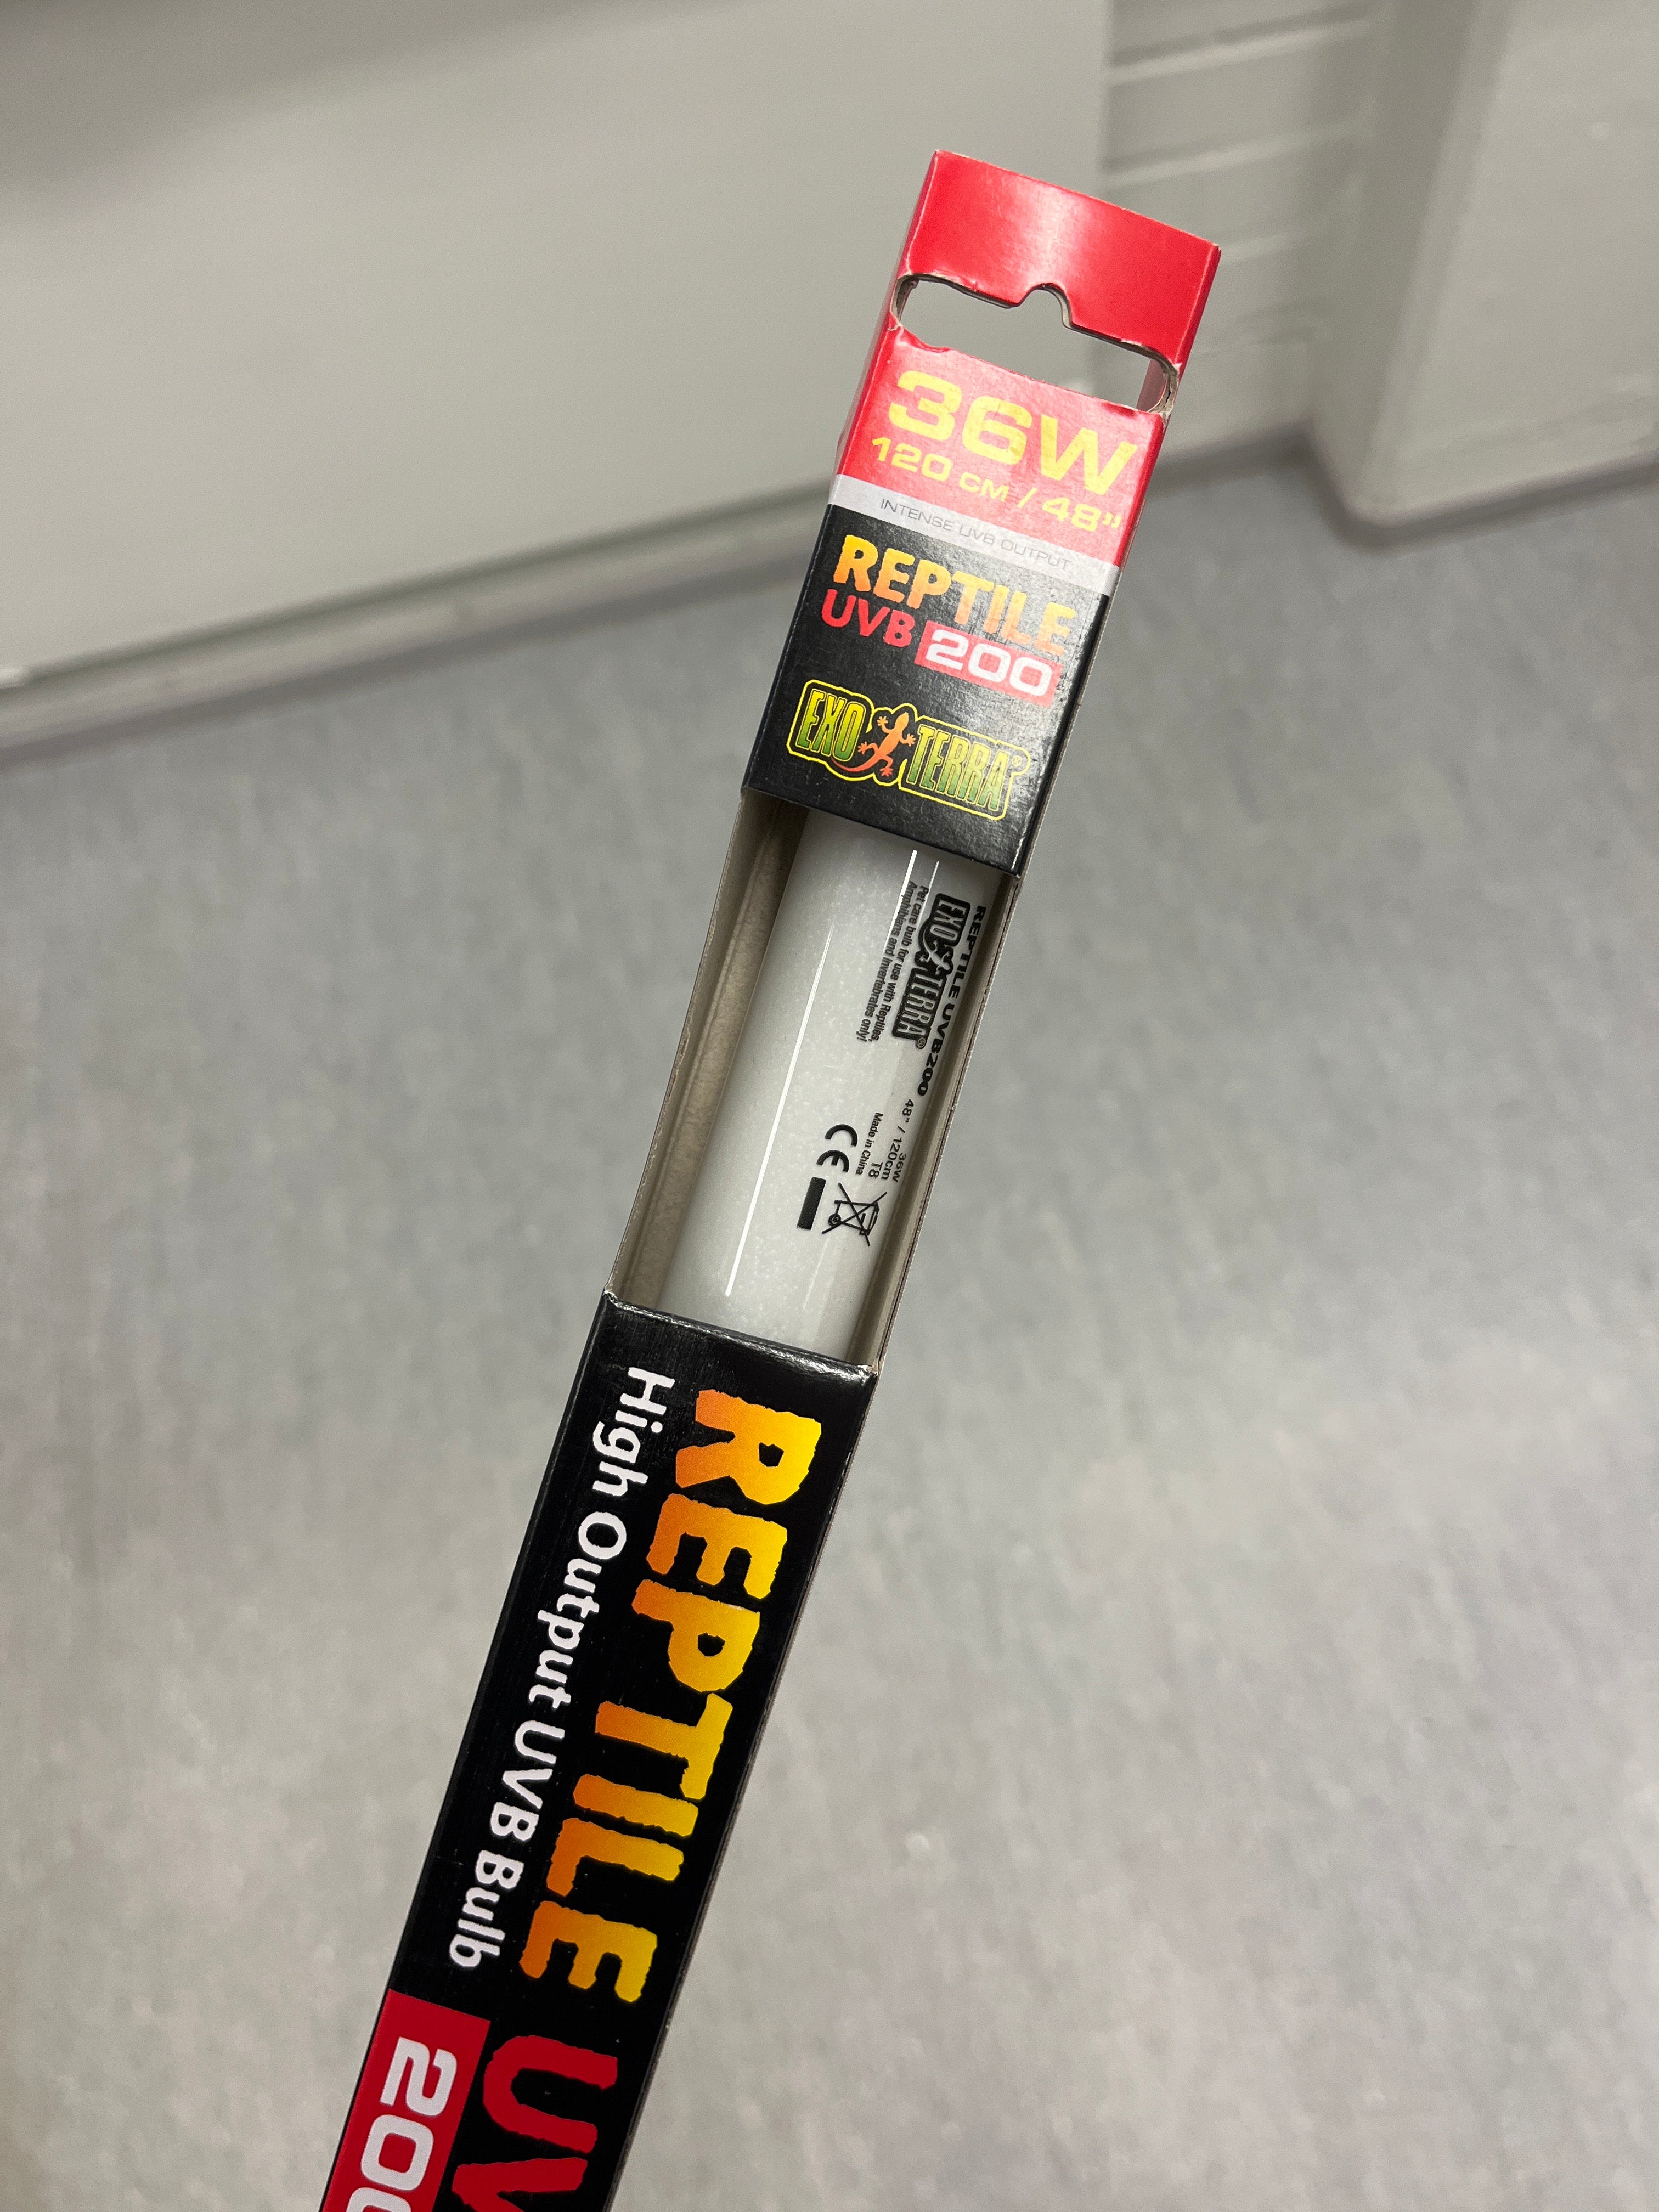 36W
120 CM / 48"
INTENSE UVB OUTPUT
REPTILE
UVB 200
EXO TERRA®
REPTILE UVB200
EXO TERRA®
Pet care bulb for use with Reptiles,
Amphibians and Invertebrates only!
36W
48" / 120cm
T8
Made in China
CE
REPTILE UV
High Output UVB Bulb
200